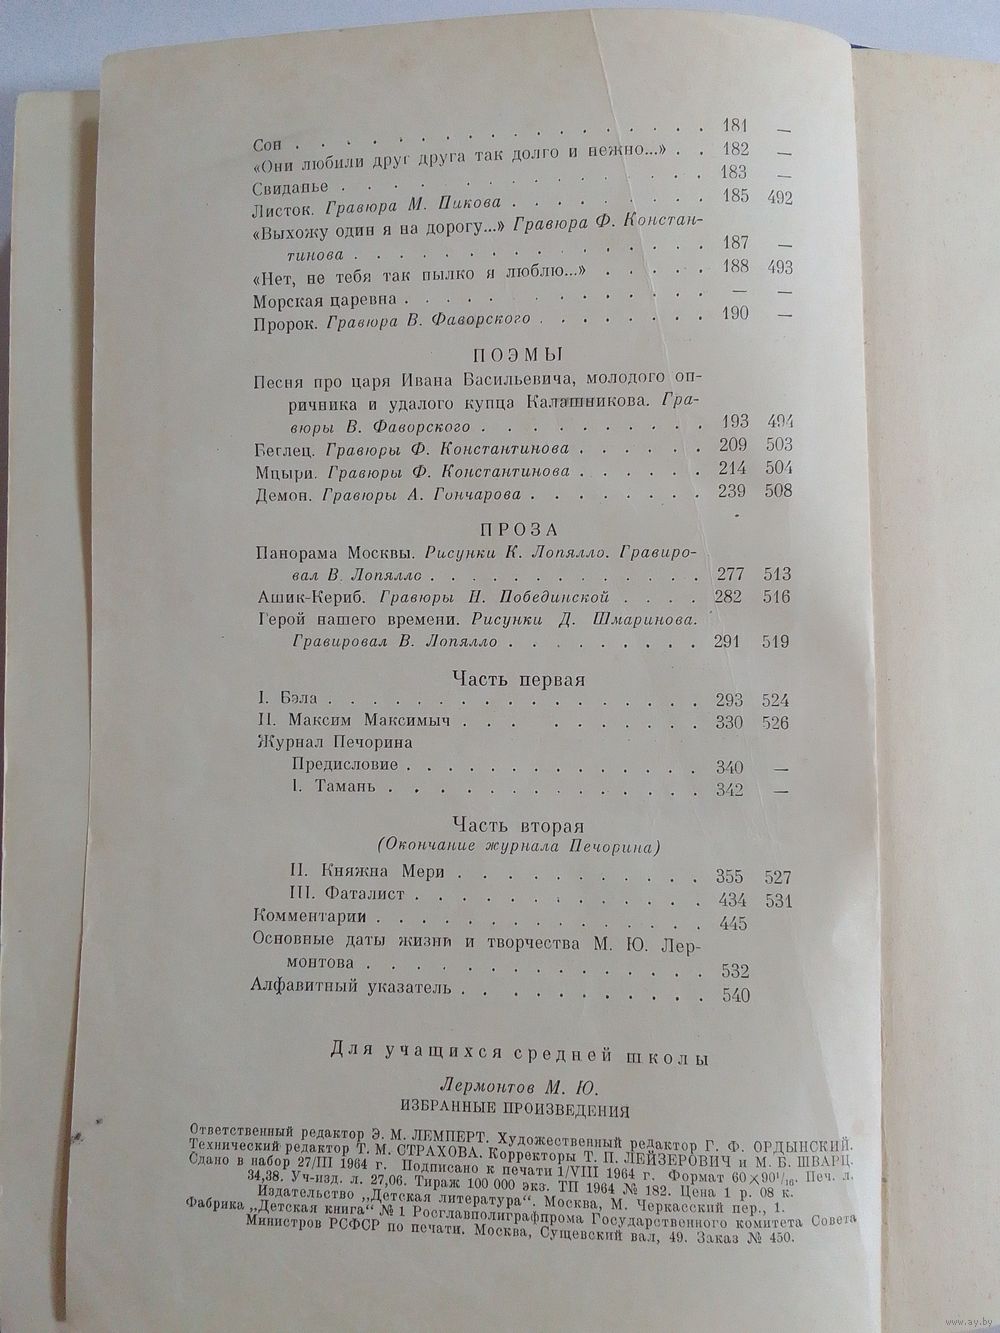 Сон . . . . . . . . . . . . . . . . . . 181 —
«Они любили друг друга так долго и нежно...» . . 182 —
Свиданье . . . . . . . . . . . . . . . . 183 —
Листок. Гравюра М. Пикова . . . . . . . . . 185 492
«Выхожу один я на дорогу...» Гравюра Ф. Констан-
тинова . . . . . . . . . . . . . . . . 187 —
«Нет, не тебя так пылко я люблю...» . . . . . 188 493
Морская царевна . . . . . . . . . . . . . — —
Пророк. Гравюра В. Фаворского . . . . . . . . 190 —
ПОЭМЫ
Песня про царя Ивана Васильевича, молодого оп-
ричника и удалого купца Калашникова. Гра-
вюры В. Фаворского . . . . . . . . . . 193 494
Беглец. Гравюры Ф. Константинова . . . . . . 209 503
Мцыри. Гравюры Ф. Константинова . . . . . . 214 504
Демон. Гравюры А. Гончарова . . . . . . . . 239 508
ПРОЗА
Панорама Москвы. Рисунки К. Лопялло. Гравиро-
вал В. Лопялло . . . . . . . . . . . . 277 513
Ашик-Кериб. Гравюры Н. Побединской . . . . 282 516
Герой нашего времени. Рисунки Д. Шмаринова.
Гравировал В. Лопялло . . . . . . . . . 291 519
Часть первая
I. Бэла . . . . . . . . . . . . . . . . . 293 524
II. Максим Максимыч . . . . . . . . . . . 330 526
Журнал Печорина
Предисловие . . . . . . . . . . . . . 340 —
I. Тамань . . . . . . . . . . . . . . 342 —
Часть вторая
(Окончание журнала Печорина)
II. Княжна Мери . . . . . . . . . . . 355 527
III. Фаталист . . . . . . . . . . . . . 434 531
Комментарии . . . . . . . . . . . . . . . 445
Основные даты жизни и творчества М. Ю. Лер-
монтова . . . . . . . . . . . . . . . 532
Алфавитный указатель . . . . . . . . . . . 540
Для учащихся средней школы
Лермонтов М. Ю.
ИЗБРАННЫЕ ПРОИЗВЕДЕНИЯ
Ответственный редактор Э. М. ЛЕМПЕРТ. Художественный редактор Г. Ф. ОРДЫНСКИЙ.
Технический редактор Т. М. СТРАХОВА. Корректоры Т. П. ЛЕЙЗЕРОВИЧ и М. Б. ШВАРЦ.
Сдано в набор 27/III 1964 г. Подписано к печати 1/VIII 1964 г. Формат 60×90¹/₁₆. Печ. л.
34,38. Уч-изд. л. 27,06. Тираж 100 000 экз. ТП 1964 № 182. Цена 1 р. 08 к.
Издательство „Детская литература“. Москва, М. Черкасский пер., 1.
Фабрика „Детская книга“ № 1 Росглавполиграфпрома Государственного комитета Совета
Министров РСФСР по печати. Москва, Сущевский вал, 49. Заказ № 450.
www.ay.by